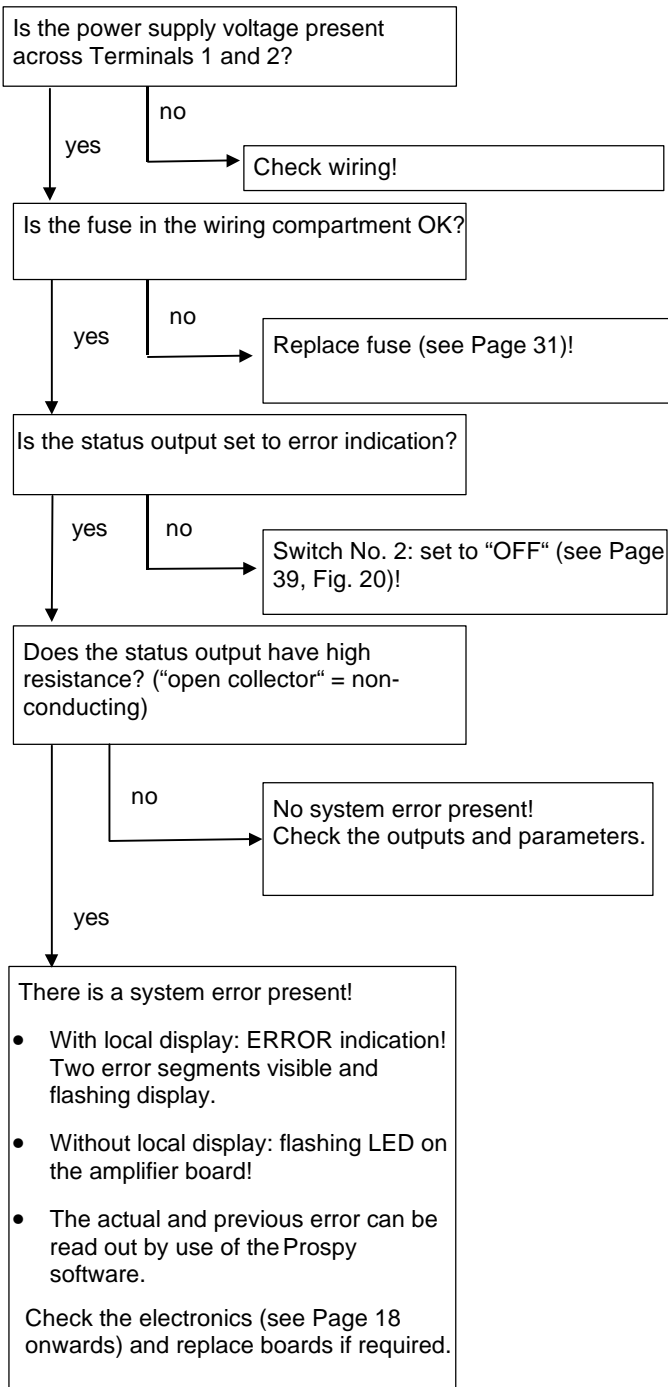 Is the power supply voltage present
across Terminals 1 and 2?
no
yes
Check wiring!
Is the fuse in the wiring compartment OK?
no
yes
Replace fuse (see Page 31)!
Is the status output set to error indication?
yes
no
Switch No. 2: set to “OFF“ (see Page
39, Fig. 20)!
Does the status output have high
resistance? (“open collector“ = non-
conducting)
no
No system error present!
Check the outputs and parameters.
yes
There is a system error present!
• With local display: ERROR indication!
Two error segments visible and
flashing display.
• Without local display: flashing LED on
the amplifier board!
• The actual and previous error can be
read out by use of the Prospy
software.
Check the electronics (see Page 18
onwards) and replace boards if required.